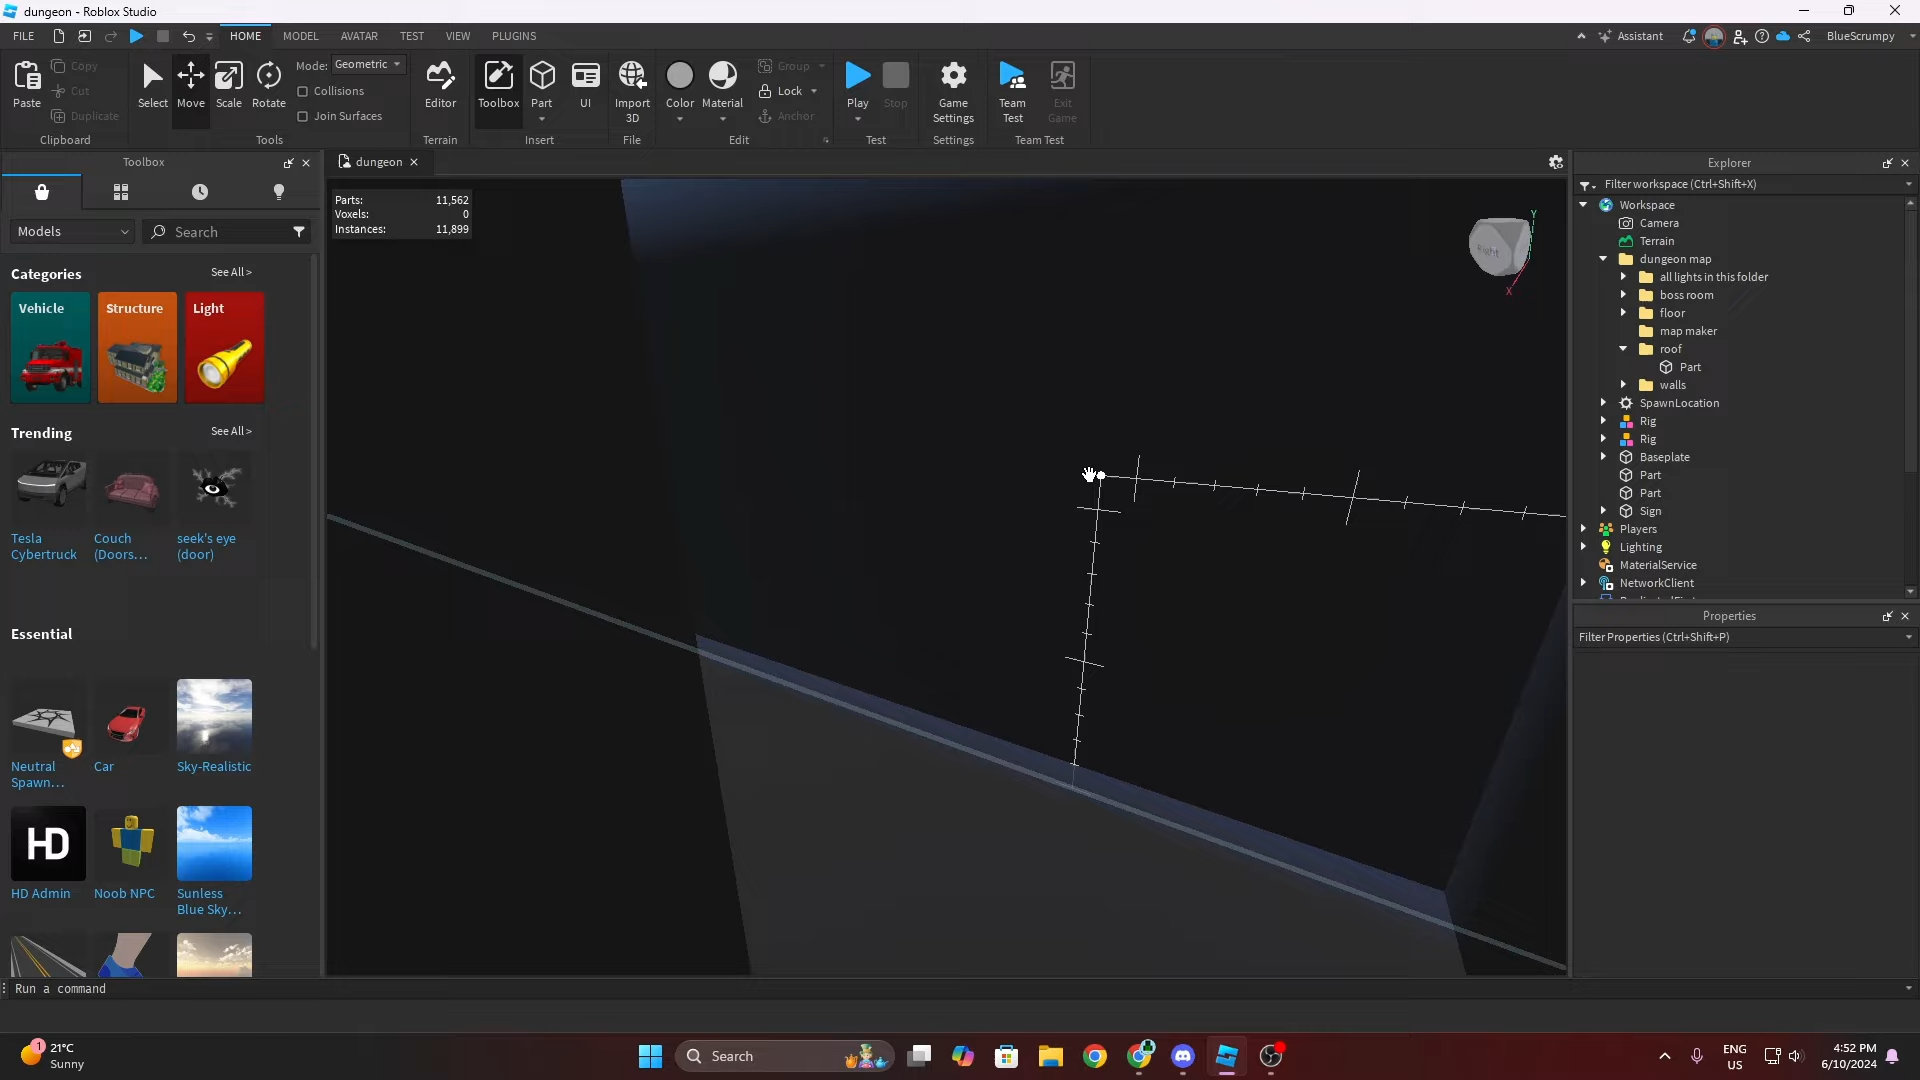 dungeon - Roblox Studio
FILE
HOME
MODEL
AVATAR
TEST
VIEW
PLUGINS
Assistant
BlueScrumpy
Paste
Copy
Cut
Duplicate
Clipboard
Select
Move
Scale
Rotate
Mode: Geometric
Collisions
Join Surfaces
Tools
Editor
Terrain
Toolbox
Part
UI
Insert
Import
3D
File
Color
Material
Group
Lock
Anchor
Edit
Play
Stop
Test
Game
Settings
Settings
Team
Test
Exit
Game
Team Test
Toolbox
Models
Search
Categories
See All >
Vehicle
Structure
Light
Trending
See All >
Tesla
Cybertruck
Couch
(Doors...
seek's eye
(door)
Essential
Neutral
Spawn...
Car
Sky-Realistic
HD
HD Admin
Noob NPC
Sunless
Blue Sky...
dungeon
Parts: 11,562
Voxels: 0
Instances: 11,899
Right
Y
X
Explorer
Filter workspace (Ctrl+Shift+X)
Workspace
Camera
Terrain
dungeon map
all lights in this folder
boss room
floor
map maker
roof
Part
walls
SpawnLocation
Rig
Rig
Baseplate
Part
Part
Sign
Players
Lighting
MaterialService
NetworkClient
Properties
Filter Properties (Ctrl+Shift+P)
Run a command
1
21°C
Sunny
Search
ENG
US
4:52 PM
6/10/2024